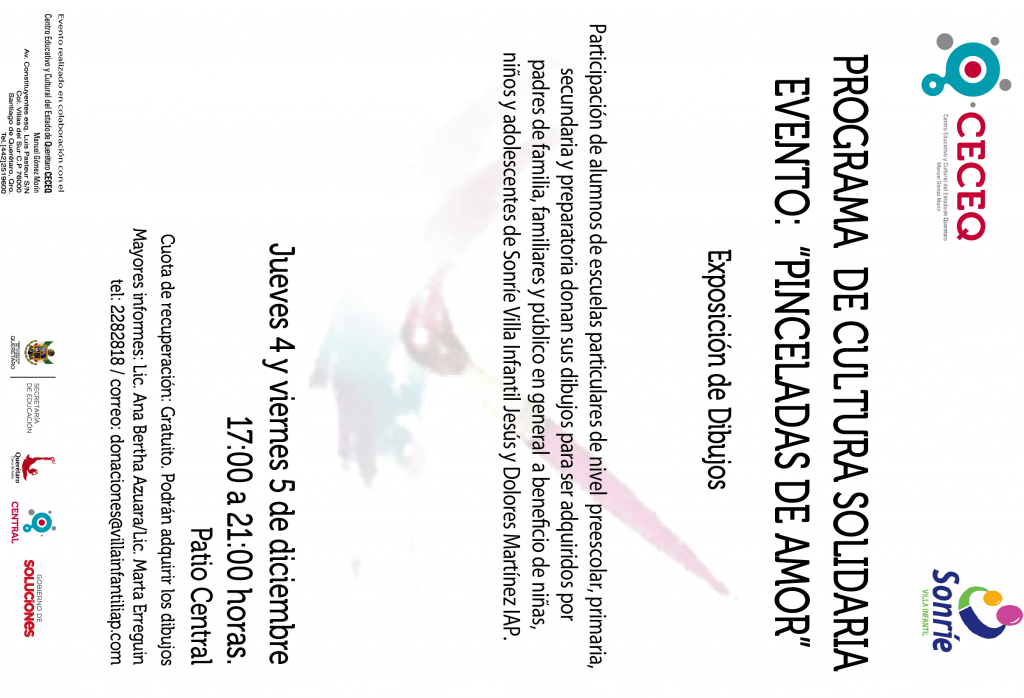 CECEQ
Centro Educativo y Cultural del Estado de Querétaro
Manuel Gómez Morín
Sonríe
VILLA INFANTIL
PROGRAMA DE CULTURA SOLIDARIA
EVENTO: “PINCELADAS DE AMOR”
Exposición de Dibujos
Participación de alumnos de escuelas particulares de nivel preescolar, primaria,
secundaria y preparatoria donan sus dibujos para ser adquiridos por
padres de familia, familiares y público en general a beneficio de niñas,
niños y adolescentes de Sonríe Villa Infantil Jesús y Dolores Martínez IAP.
Jueves 4 y viernes 5 de diciembre
17:00 a 21:00 horas.
Patio Central
Cuota de recuperación: Gratuito. Podrán adquirir los dibujos
Mayores informes: Lic. Ana Bertha Azuara/Lic. Marta Erreguin
tel: 2282818 / correo: donaciones@villainfantiliap.com
Evento realizado en colaboración con el
Centro Educativo y Cultural del Estado de Querétaro CECEQ
Manuel Gómez Morin
Av. Constituyentes esq. Luis Pasteur S/N
Col. Villas del Sur C.P 76000
Santiago de Querétaro, Qro.
Tel.(442)2519600
QUERÉTARO
SECRETARÍA
DE EDUCACIÓN
Querétaro
CENTRAL
GOBIERNO DE
SOLUCIONES